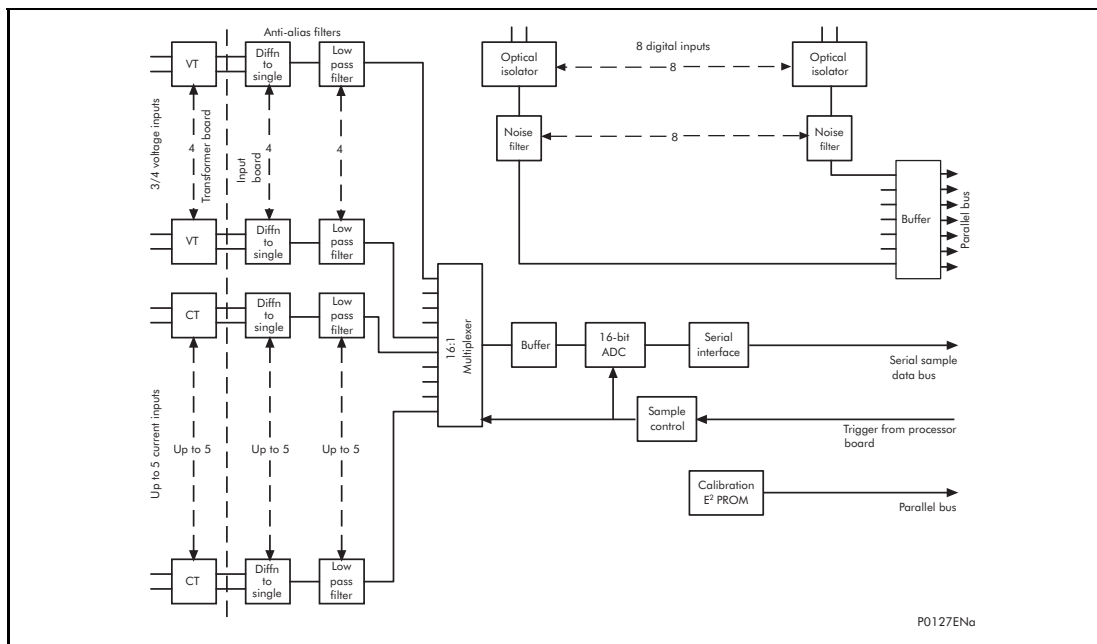 Anti-alias filters
VT
Diffn
to
single
Low
pass
filter
3/4 voltage inputs
4
Transformer board
Input
board
4
4
VT
Diffn
to
single
Low
pass
filter
CT
Diffn
to
single
Low
pass
filter
Up to 5 current inputs
Up to 5
Up to 5
Up to 5
CT
Diffn
to
single
Low
pass
filter
16:1
Multiplexer
Buffer
16-bit
ADC
Serial
interface
Serial sample
data bus
Sample
control
Trigger from processor
board
Calibration
E² PROM
Parallel bus
8 digital inputs
Optical
isolator
8
Optical
isolator
Noise
filter
8
Noise
filter
Buffer
Parallel bus
P0127ENa